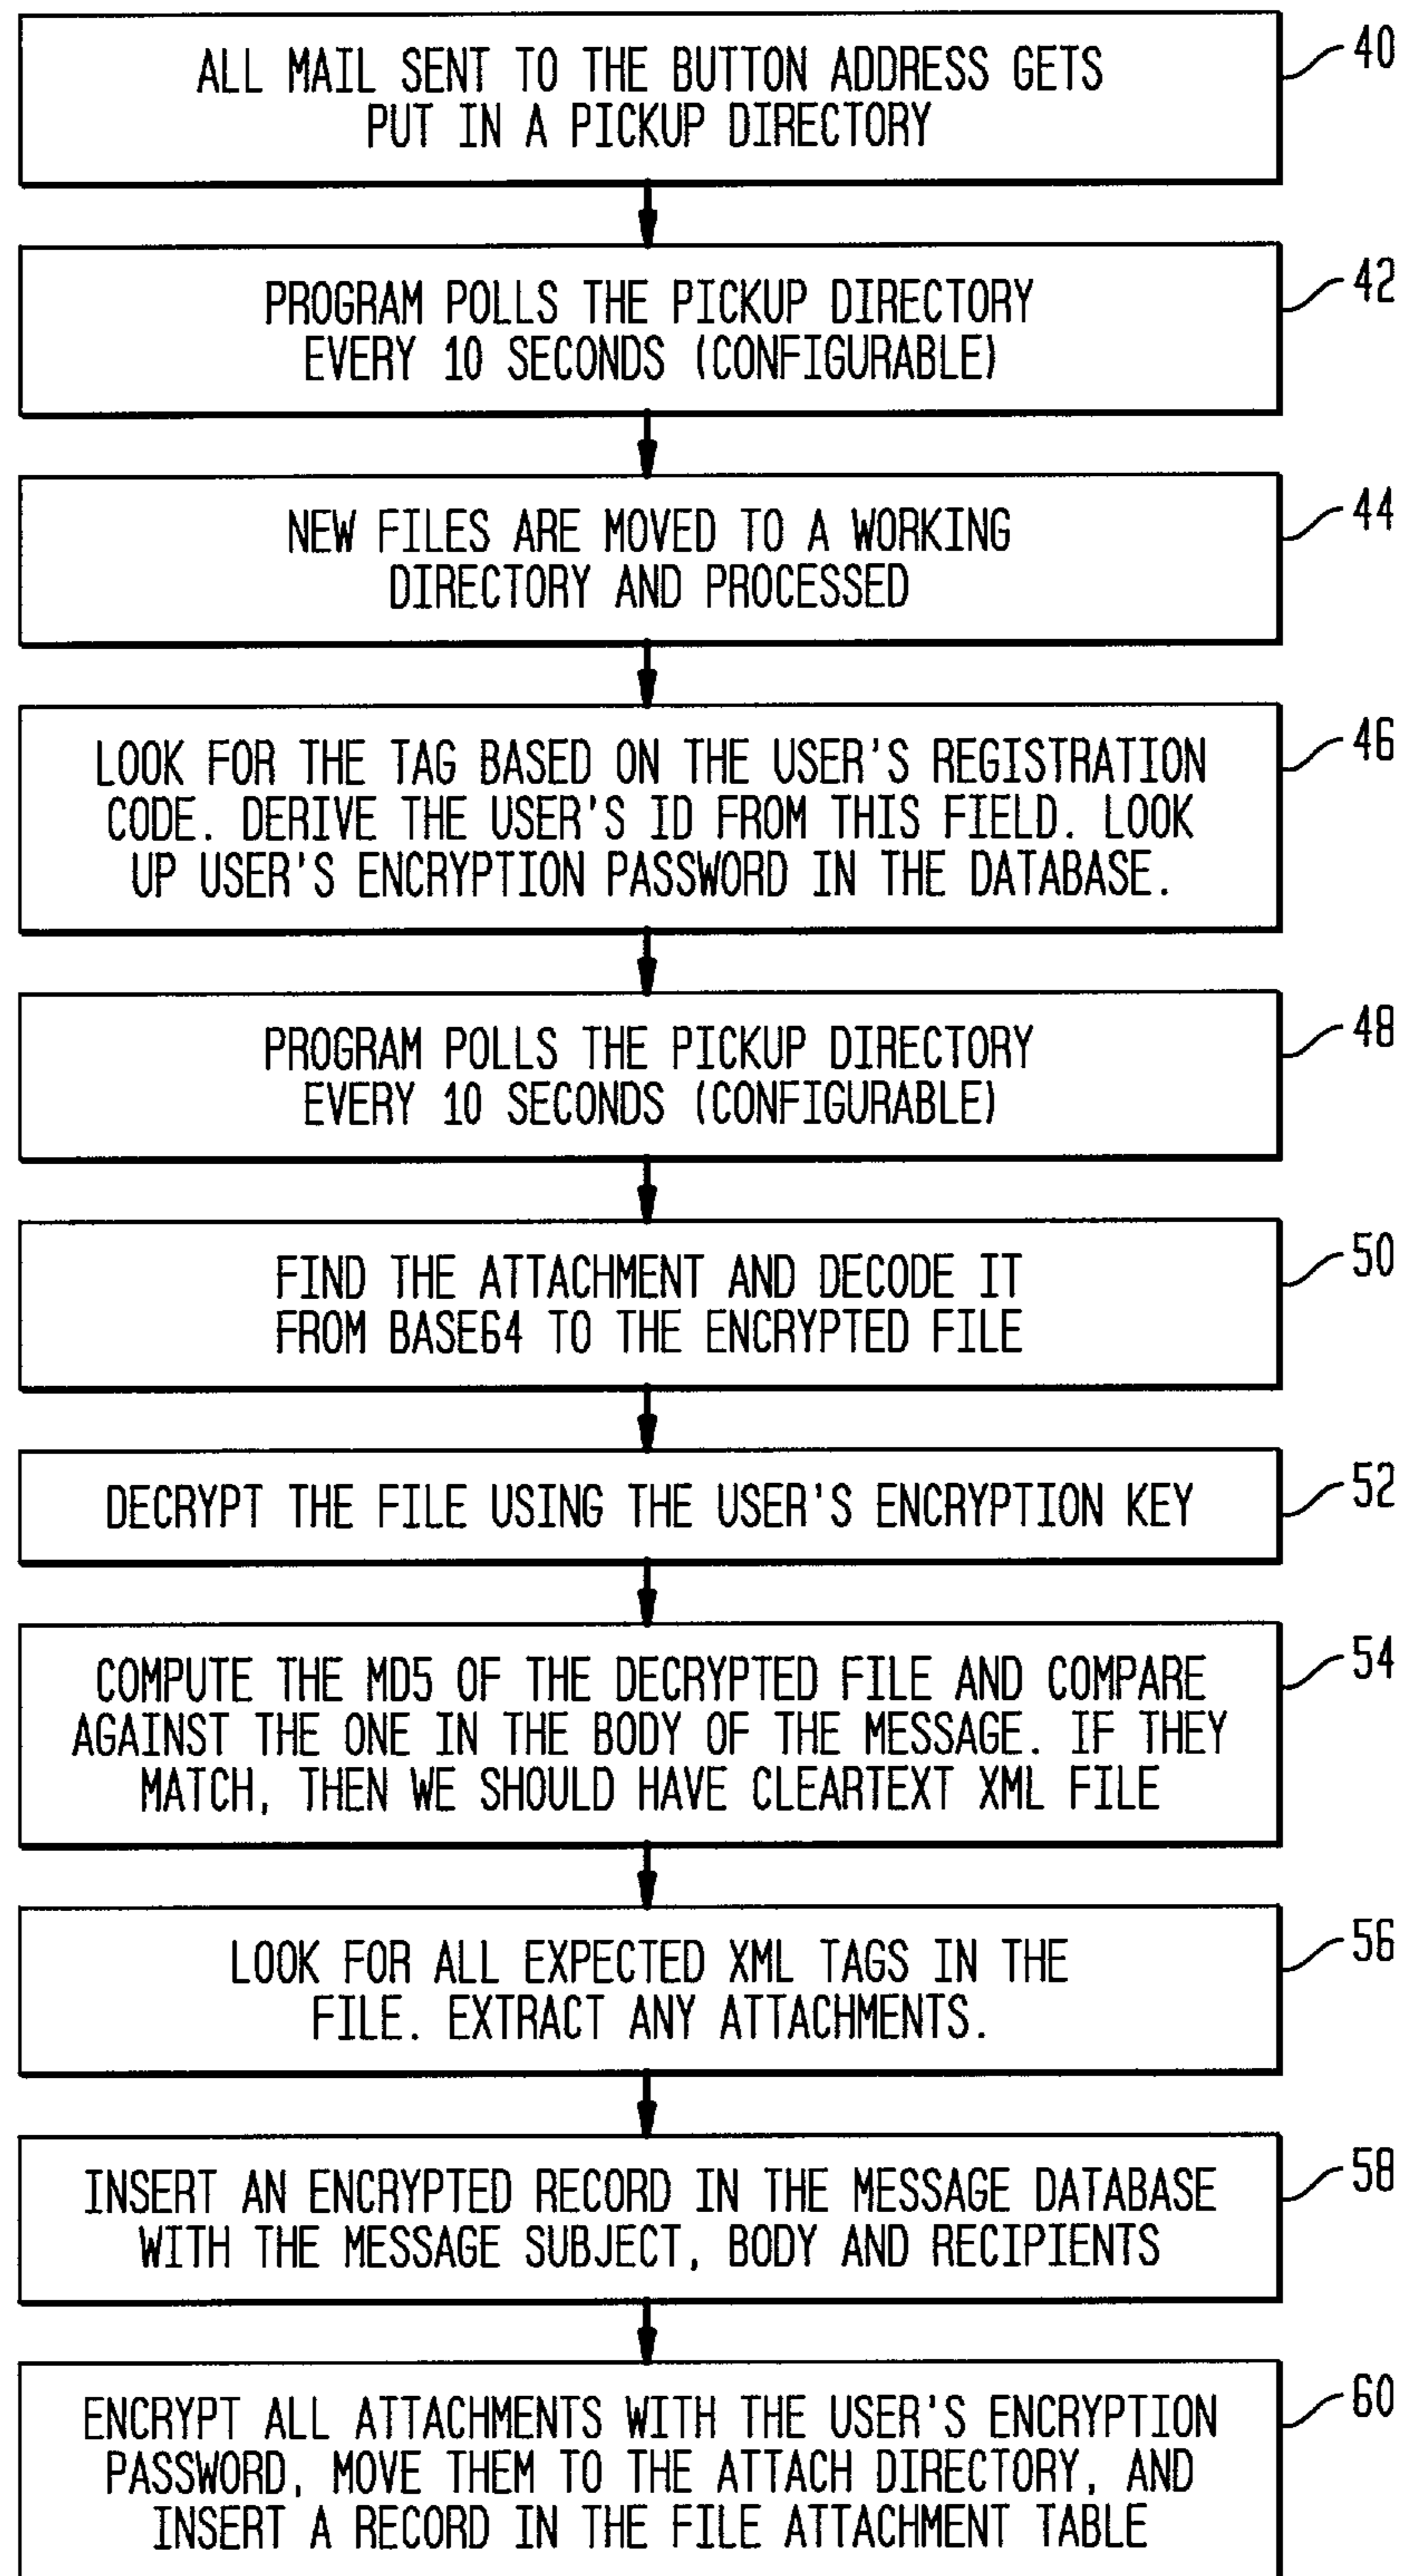 ALL MAIL SENT TO THE BUTTON ADDRESS GETS
PUT IN A PICKUP DIRECTORY
40
PROGRAM POLLS THE PICKUP DIRECTORY
EVERY 10 SECONDS (CONFIGURABLE)
42
NEW FILES ARE MOVED TO A WORKING
DIRECTORY AND PROCESSED
44
LOOK FOR THE TAG BASED ON THE USER'S REGISTRATION
CODE. DERIVE THE USER'S ID FROM THIS FIELD. LOOK
UP USER'S ENCRYPTION PASSWORD IN THE DATABASE.
46
PROGRAM POLLS THE PICKUP DIRECTORY
EVERY 10 SECONDS (CONFIGURABLE)
48
FIND THE ATTACHMENT AND DECODE IT
FROM BASE64 TO THE ENCRYPTED FILE
50
DECRYPT THE FILE USING THE USER'S ENCRYPTION KEY
52
COMPUTE THE MD5 OF THE DECRYPTED FILE AND COMPARE
AGAINST THE ONE IN THE BODY OF THE MESSAGE. IF THEY
MATCH, THEN WE SHOULD HAVE CLEARTEXT XML FILE
54
LOOK FOR ALL EXPECTED XML TAGS IN THE
FILE. EXTRACT ANY ATTACHMENTS.
56
INSERT AN ENCRYPTED RECORD IN THE MESSAGE DATABASE
WITH THE MESSAGE SUBJECT, BODY AND RECIPIENTS
58
ENCRYPT ALL ATTACHMENTS WITH THE USER'S ENCRYPTION
PASSWORD, MOVE THEM TO THE ATTACH DIRECTORY, AND
INSERT A RECORD IN THE FILE ATTACHMENT TABLE
60